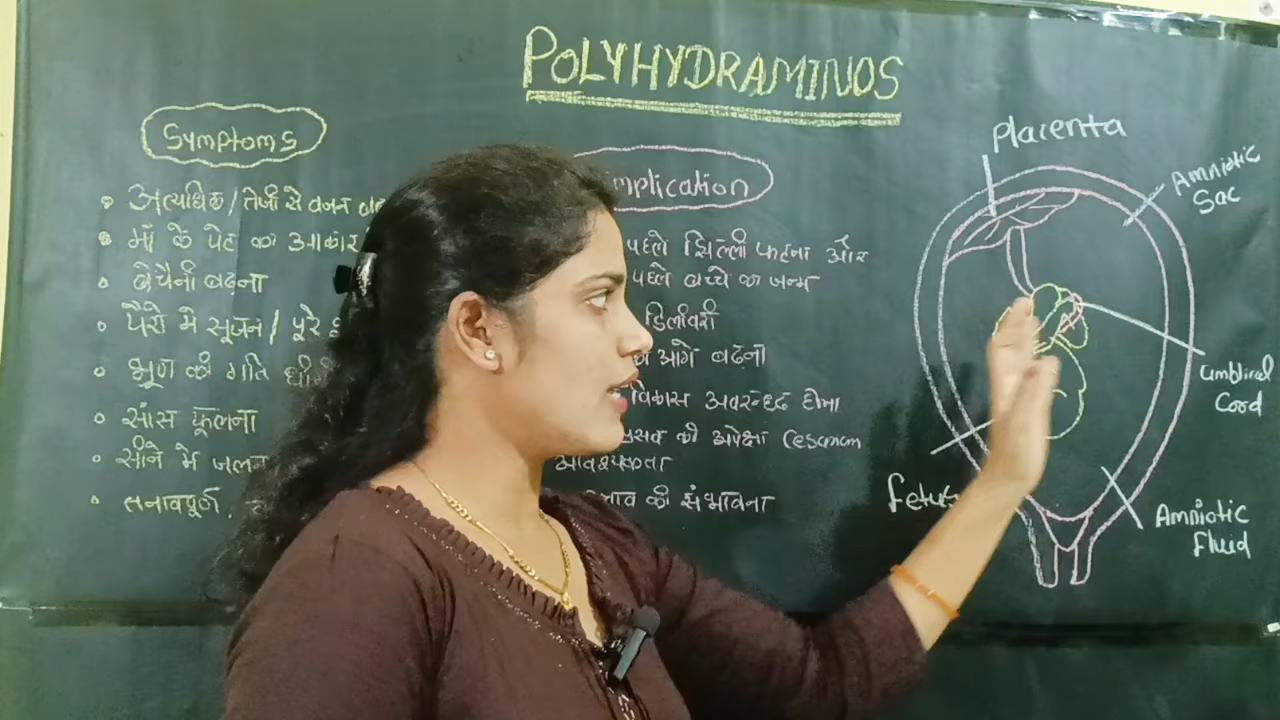 POLYHYDRAMINOS
Symptoms
अत्यधिक / तेजी से वजन
माँ के पेट का आकार
बेचैनी बढ़ना
पैरो मे सूजन / पूरे
भ्रूण की गति धीमी
सांस फूलना
सीने में जलन
तनावपूर्ण,
mplication
पहले झिल्ली फटना और
पहले बच्चे का जन्म
डिलीवरी
आगे बढ़ना
विकास अवरुद्ध होना
प्रसव की अपेक्षा Cesarean
आवश्यकता
की संभावना
Placenta
Amniotic
Sac
umblical
Cord
Fetus
Amniotic
fluid